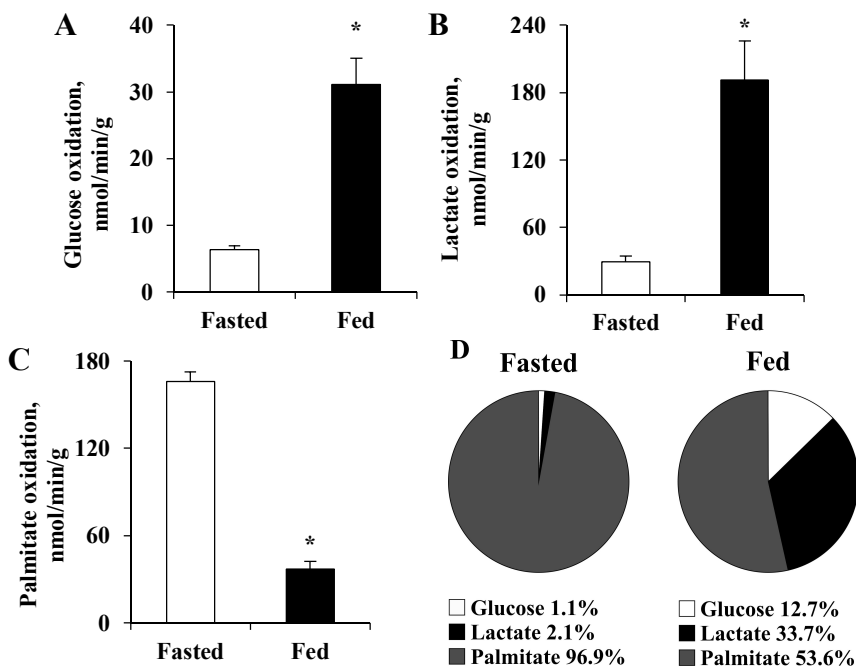 A
Glucose oxidation,
nmol/min/g
40
30
20
10
0
*
Fasted
Fed
B
Lactate oxidation,
nmol/min/g
240
180
120
60
0
*
Fasted
Fed
C
Palmitate oxidation,
nmol/min/g
180
120
60
0
*
Fasted
Fed
D
Fasted
Glucose 1.1%
Lactate 2.1%
Palmitate 96.9%
Fed
Glucose 12.7%
Lactate 33.7%
Palmitate 53.6%